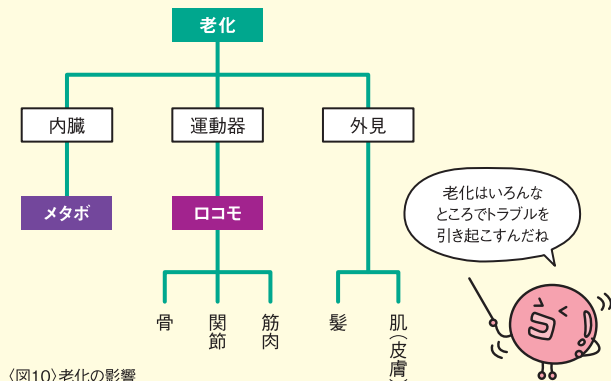 老化
内臓
運動器
外見
メタボ
ロコモ
老化はいろんな
ところでトラブルを
引き起こすんだね
骨
関節
筋肉
髪
肌(皮膚)
〈図10〉老化の影響